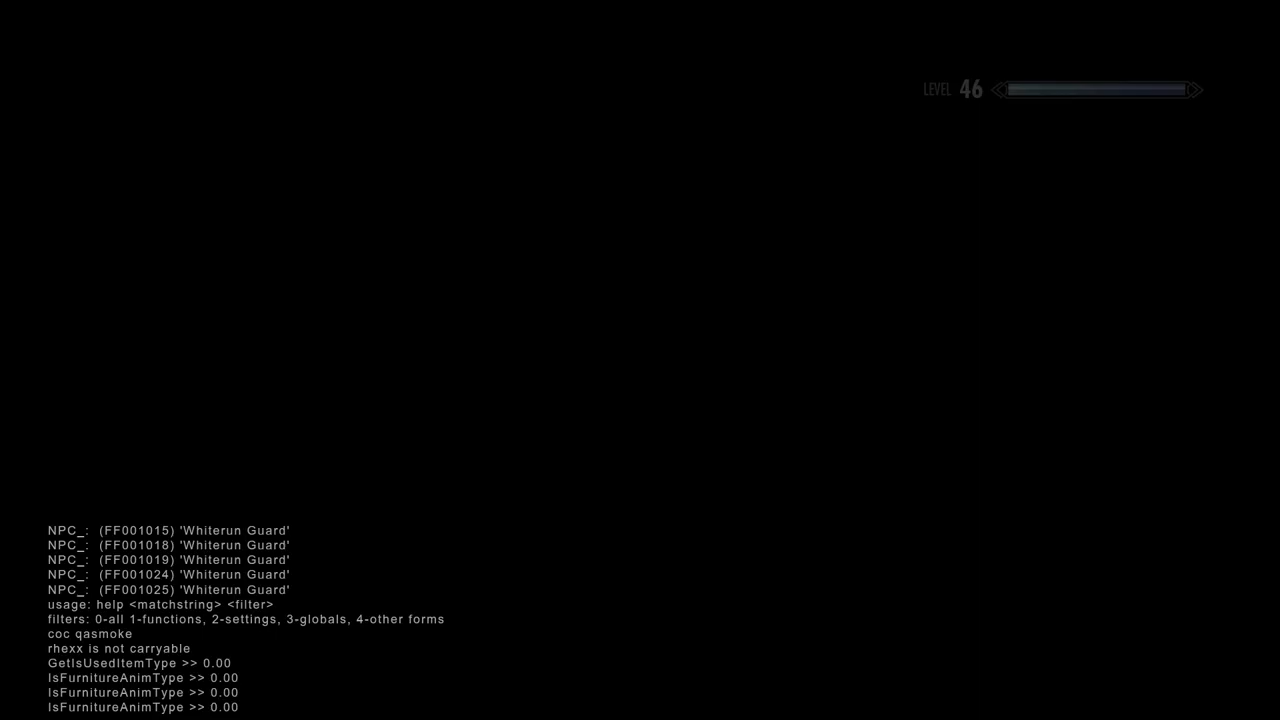 LEVEL 46
NPC_: (FF001015) 'Whiterun Guard'
NPC_: (FF001018) 'Whiterun Guard'
NPC_: (FF001019) 'Whiterun Guard'
NPC_: (FF001024) 'Whiterun Guard'
NPC_: (FF001025) 'Whiterun Guard'
usage: help <matchstring> <filter>
filters: 0-all 1-functions, 2-settings, 3-globals, 4-other forms
coc qasmoke
rhexx is not carryable
GetIsUsedItemType >> 0.00
IsFurnitureAnimType >> 0.00
IsFurnitureAnimType >> 0.00
IsFurnitureAnimType >> 0.00